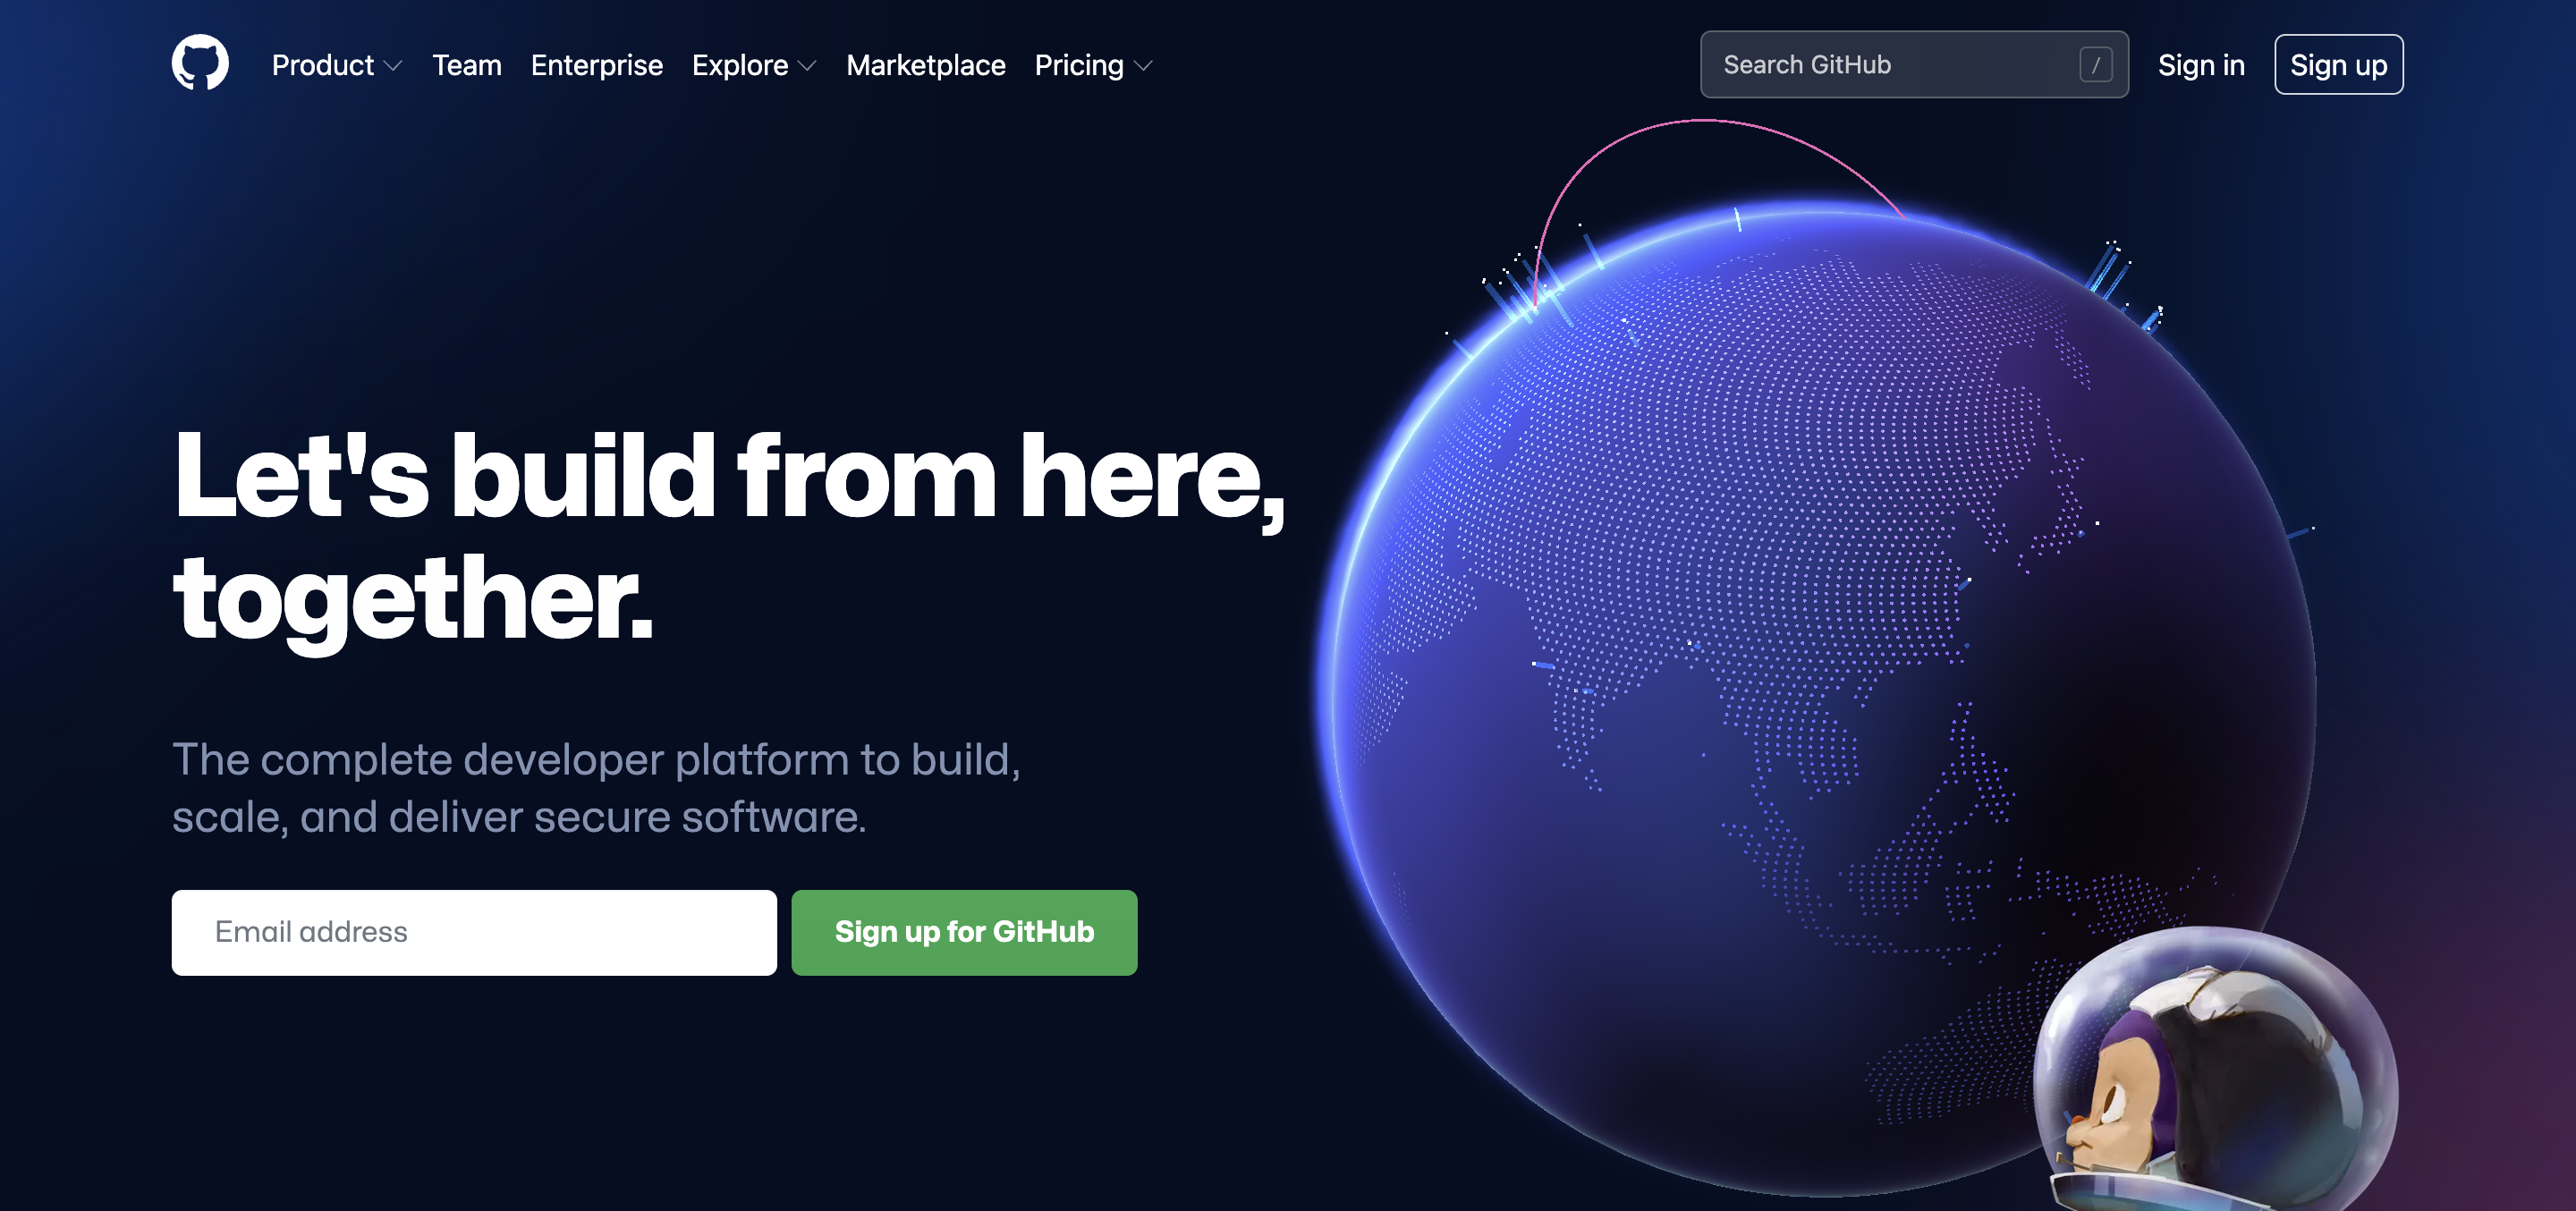 Product
Team
Enterprise
Explore
Marketplace
Pricing
Search GitHub
/
Sign in
Sign up
Let's build from here,
together.
The complete developer platform to build,
scale, and deliver secure software.
Email address
Sign up for GitHub